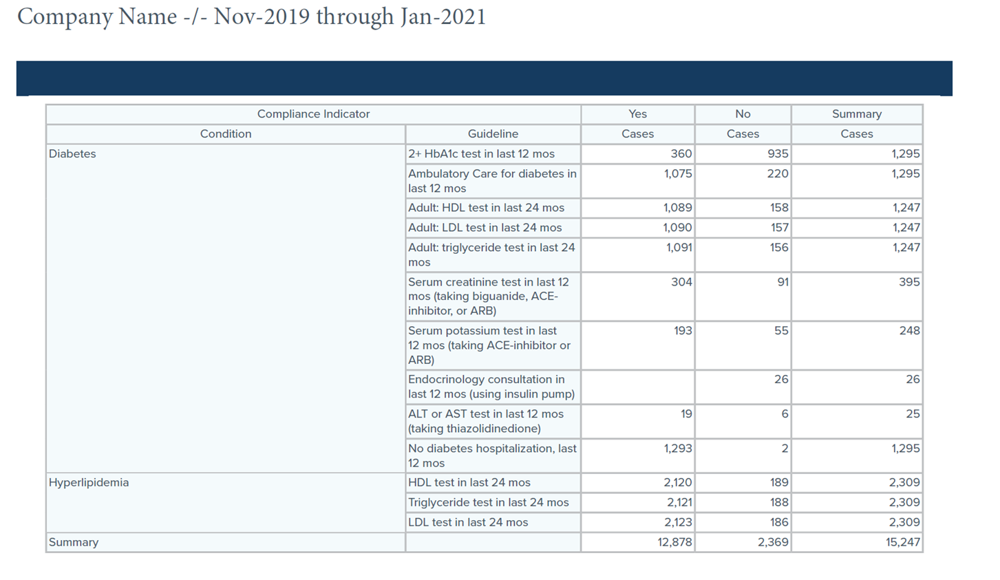 Company Name -/- Nov-2019 through Jan-2021
Compliance Indicator Yes No Summary
Condition Guideline Cases Cases Cases
Diabetes 2+ HbA1c test in last 12 mos 360 935 1,295
Ambulatory Care for diabetes in 1,075 220 1,295
last 12 mos
Adult: HDL test in last 24 mos 1,089 158 1,247
Adult: LDL test in last 24 mos 1,090 157 1,247
Adult: triglyceride test in last 24 1,091 156 1,247
mos
Serum creatinine test in last 12 304 91 395
mos (taking biguanide, ACE-
inhibitor, or ARB)
Serum potassium test in last 193 55 248
12 mos (taking ACE-inhibitor or
ARB)
Endocrinology consultation in 26 26
last 12 mos (using insulin pump)
ALT or AST test in last 12 mos 19 6 25
(taking thiazolidinedione)
No diabetes hospitalization, last 1,293 2 1,295
12 mos
Hyperlipidemia HDL test in last 24 mos 2,120 189 2,309
Triglyceride test in last 24 mos 2,121 188 2,309
LDL test in last 24 mos 2,123 186 2,309
Summary 12,878 2,369 15,247